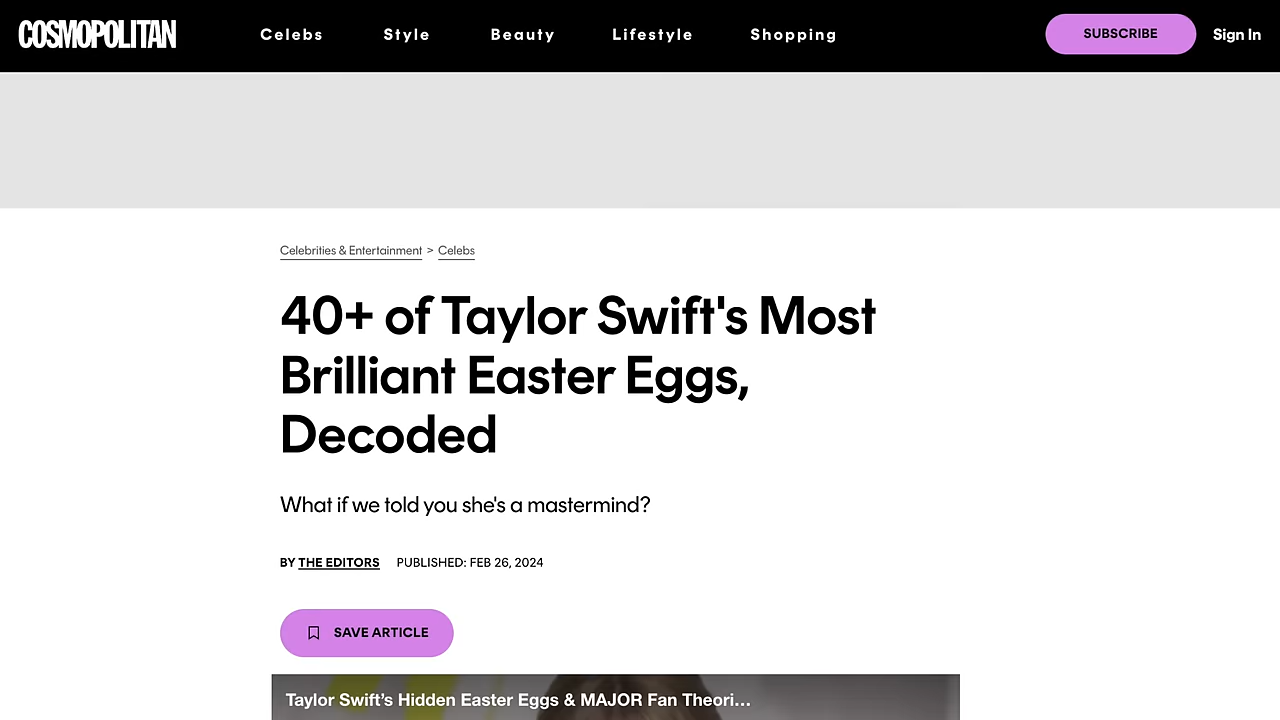 COSMOPOLITAN
Celebs Style Beauty Lifestyle Shopping
SUBSCRIBE
Sign In
Celebrities & Entertainment > Celebs
40+ of Taylor Swift's Most
Brilliant Easter Eggs,
Decoded
What if we told you she's a mastermind?
BY THE EDITORS PUBLISHED: FEB 26, 2024
SAVE ARTICLE
Taylor Swift’s Hidden Easter Eggs & MAJOR Fan Theori...